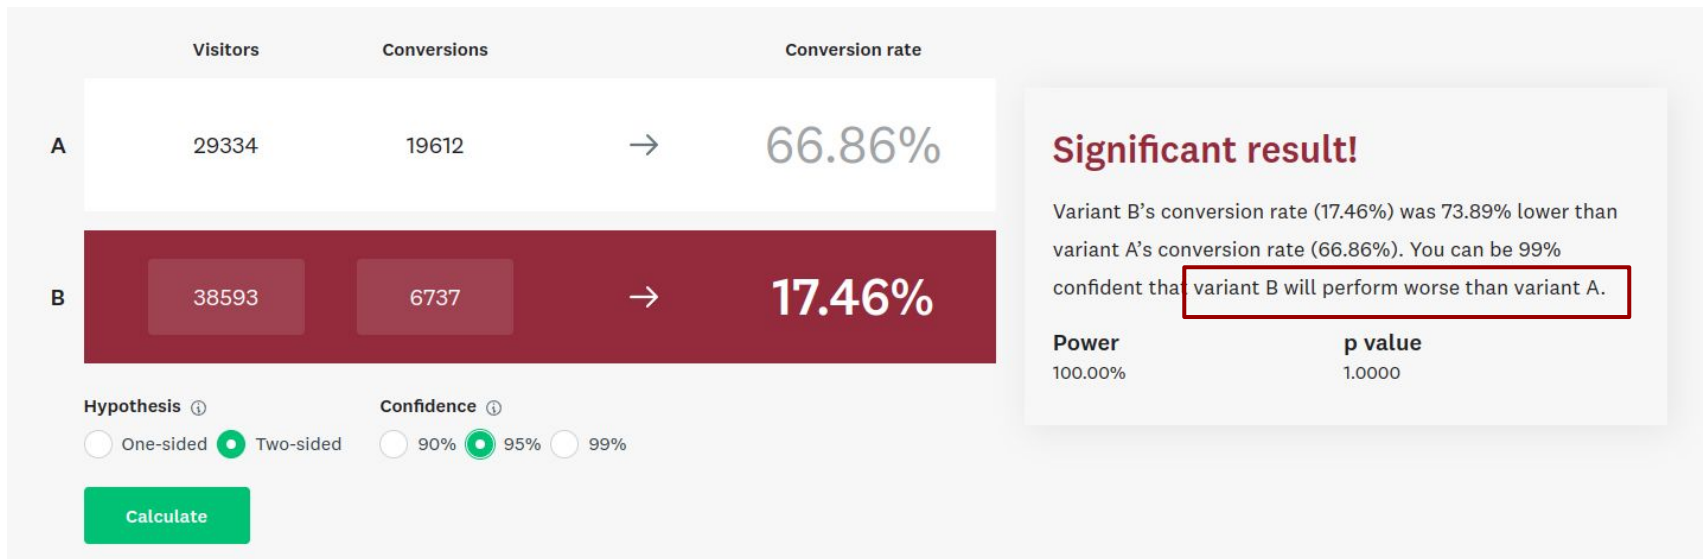 Visitors Conversions Conversion rate
A 29334 19612 → 66.86%
B 38593 6737 → 17.46%
Hypothesis ⓘ Confidence ⓘ
One-sided Two-sided 90% 95% 99%
Calculate
Significant result!
Variant B’s conversion rate (17.46%) was 73.89% lower than
variant A’s conversion rate (66.86%). You can be 99%
confident that variant B will perform worse than variant A.
Power p value
100.00% 1.0000